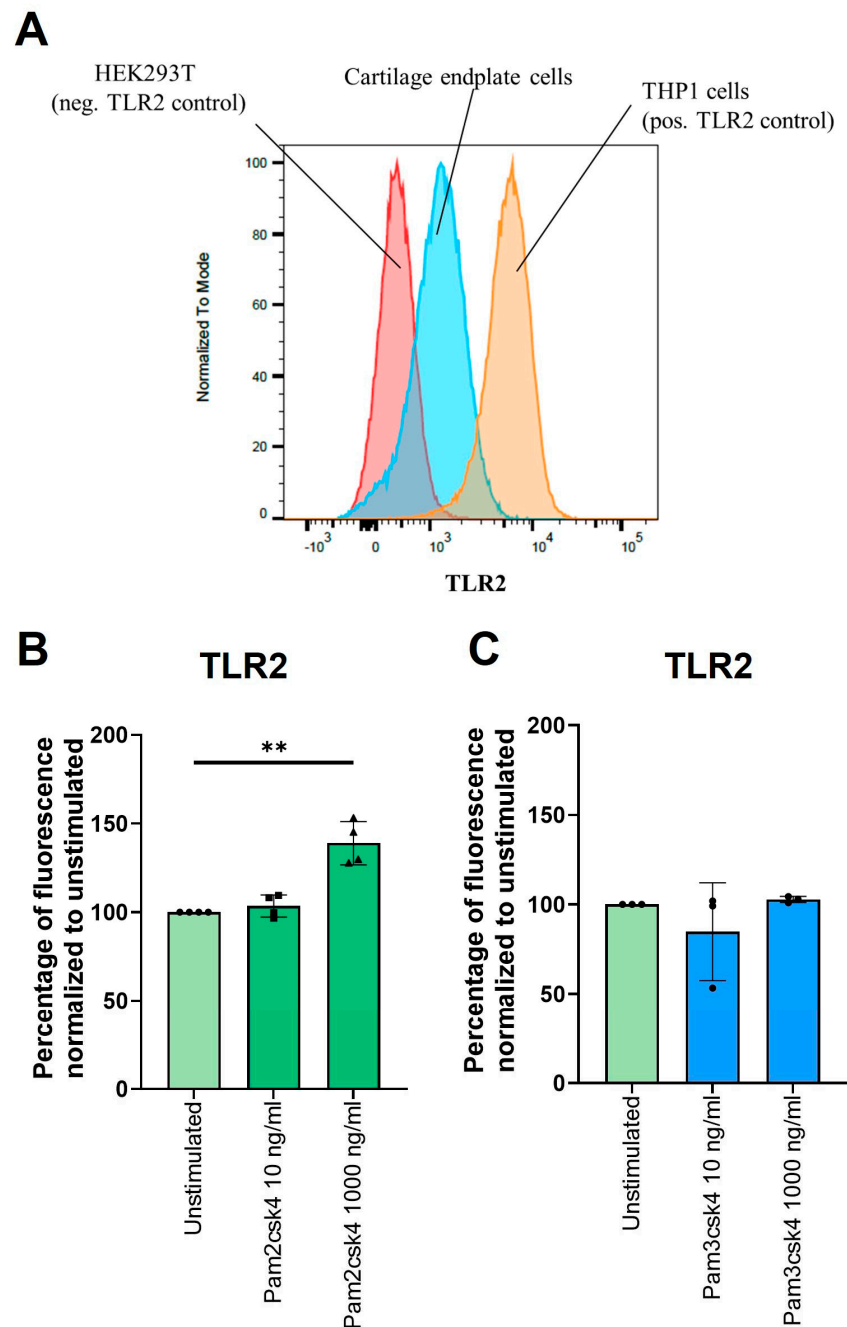 A
HEK293T
(neg. TLR2 control)
Cartilage endplate cells
THP1 cells
(pos. TLR2 control)
Normalized To Mode
100
80
60
40
20
0
-10³
0
10³
10⁴
10⁵
TLR2
B
TLR2
Percentage of fluorescence
normalized to unstimulated
200
150
100
50
0
**
Unstimulated
Pam2csk4 10 ng/ml
Pam2csk4 1000 ng/ml
C
TLR2
Percentage of fluorescence
normalized to unstimulated
200
150
100
50
0
Unstimulated
Pam3csk4 10 ng/ml
Pam3csk4 1000 ng/ml